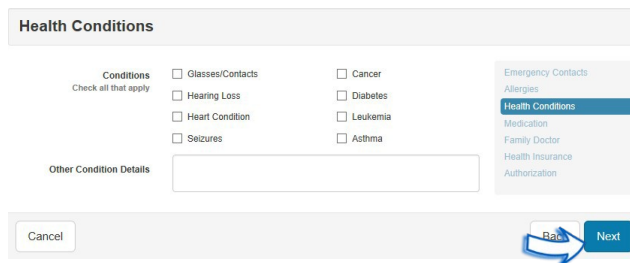 Health Conditions
Conditions
Check all that apply
Glasses/Contacts
Cancer
Hearing Loss
Diabetes
Heart Condition
Leukemia
Seizures
Asthma
Other Condition Details
Emergency Contacts
Allergies
Health Conditions
Medication
Family Doctor
Health Insurance
Authorization
Cancel
Back
Next